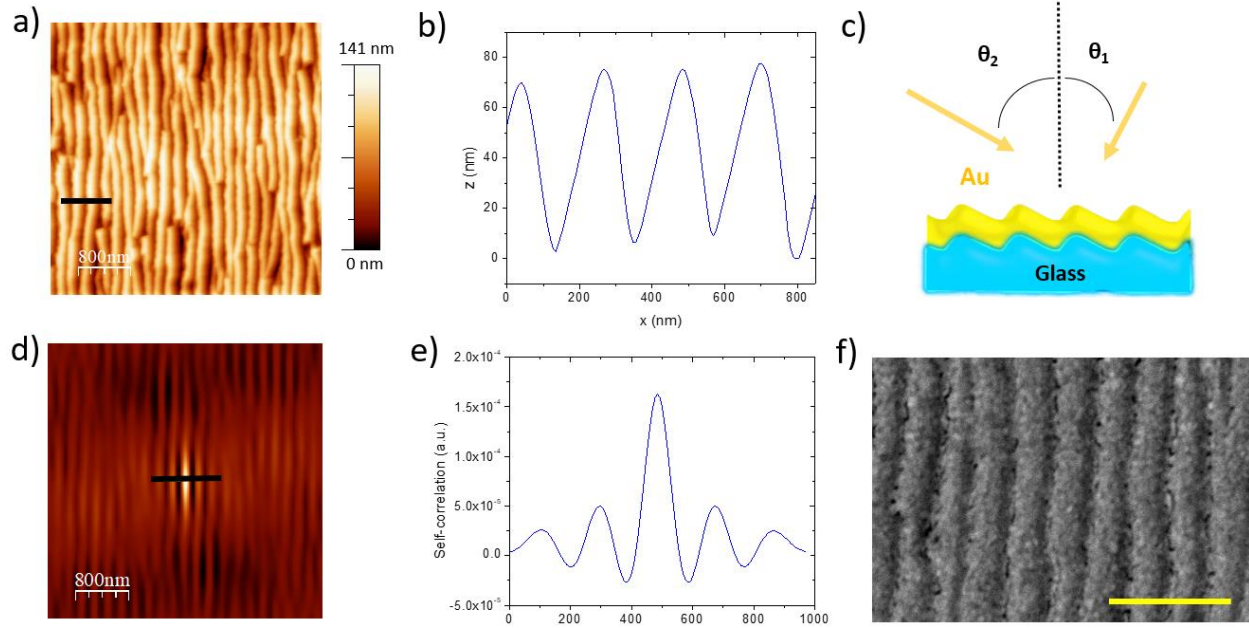 a)
141 nm
0 nm
800nm
b)
80
60
40
20
0
z (nm)
0
200
400
600
800
x (nm)
c)
θ2
θ1
Au
Glass
d)
800nm
e)
2.0x10-4
1.5x10-4
1.0x10-4
5.0x10-5
0.0
-5.0x10-5
Self-correlation (a.u.)
0
200
400
600
800
1000
f)